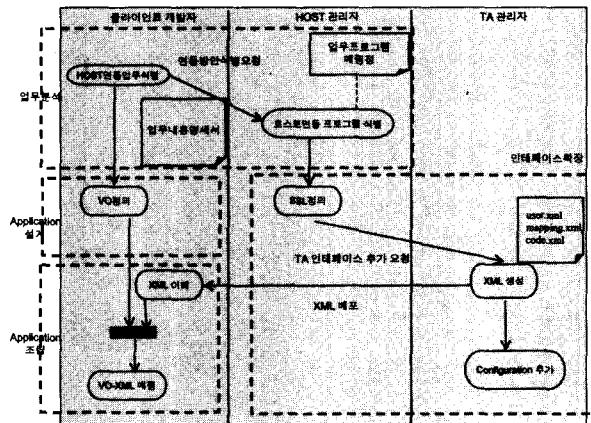 클라이언트 개발자
HOST 관리자
TA 관리자
업무프로그램
매핑정
연동방안식별요청
HOST연동업무식별
업무분석
업무내용명세서
호스트연동 프로그램 식별
인터페이스확장
VO정의
SSL정의
Application
설계
user.xml
mapping.xml
code.xml
TA 인터페이스 추가 요청
XML 이해
XML 생성
XML 배포
Application
조립
VO-XML 매핑
Configuration 추가